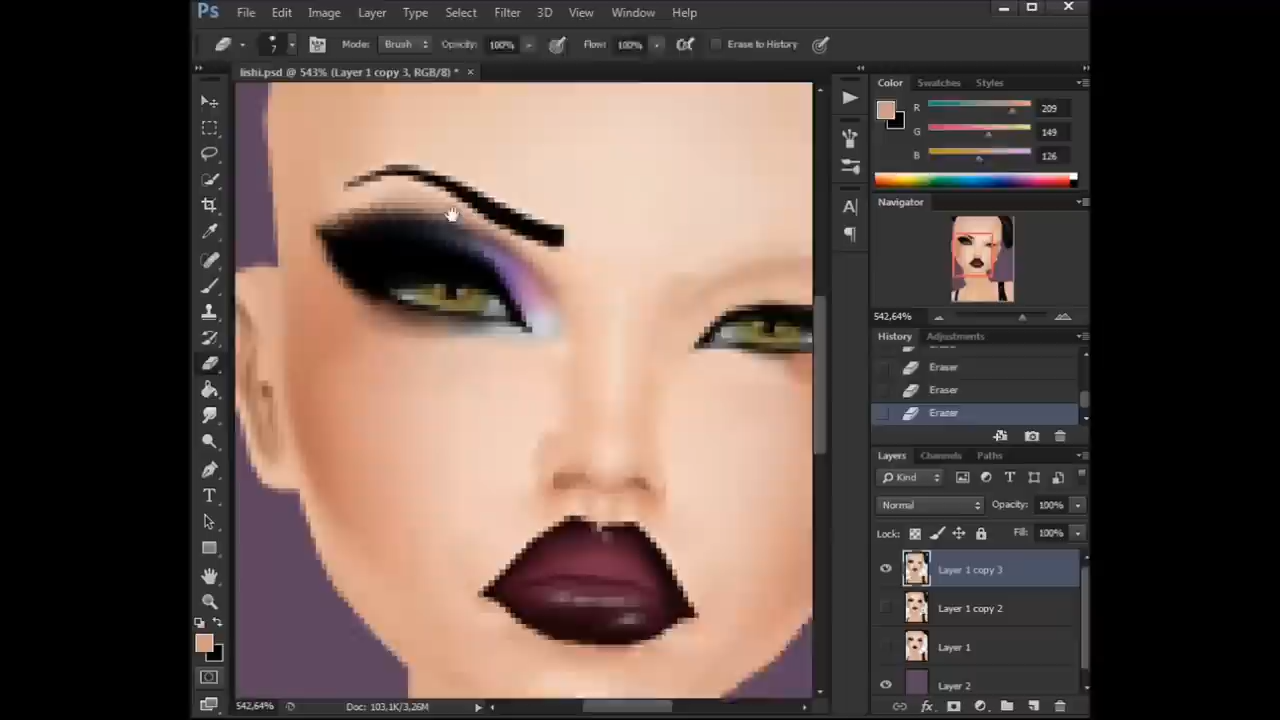 Ps File Edit Image Layer Type Select Filter 3D View Window Help
7 Mode: Brush Opacity: 100% Flow: 100% Erase to History
lishi.psd @ 543% (Layer 1 copy 3, RGB/8) * ×
Color Swatches Styles
R 209
G 149
B 126
Navigator
542,64%
History Adjustments
Eraser
Eraser
Eraser
Layers Channels Paths
Kind
Normal Opacity: 100%
Lock: Fill: 100%
Layer 1 copy 3
Layer 1 copy 2
Layer 1
Layer 2
542,64% Doc: 103,1K/3,26M